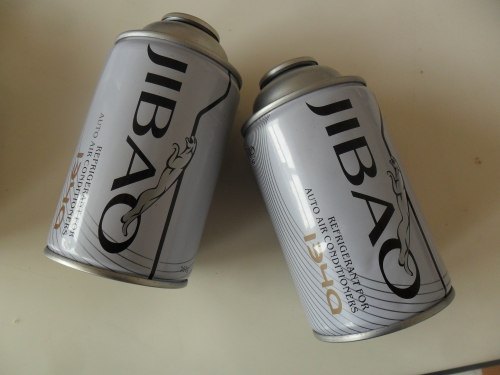 JIBAO
REFRIGERANT FOR
AUTO AIR CONDITIONERS
134a
JIBAO
REFRIGERANT FOR
AUTO AIR CONDITIONERS
134a